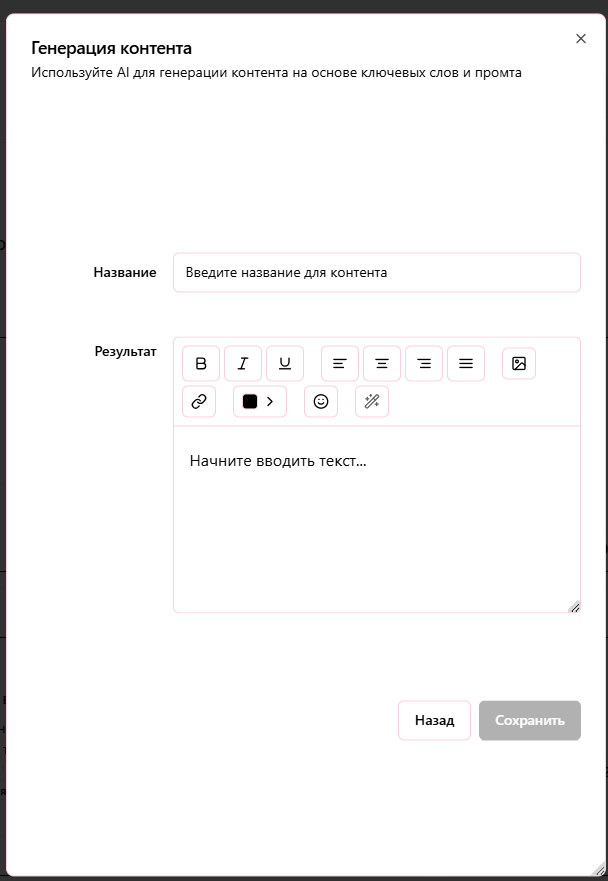 Генерация контента
Используйте AI для генерации контента на основе ключевых слов и промта
Название
Введите название для контента
Результат
B I U
Начните вводить текст...
Назад
Сохранить